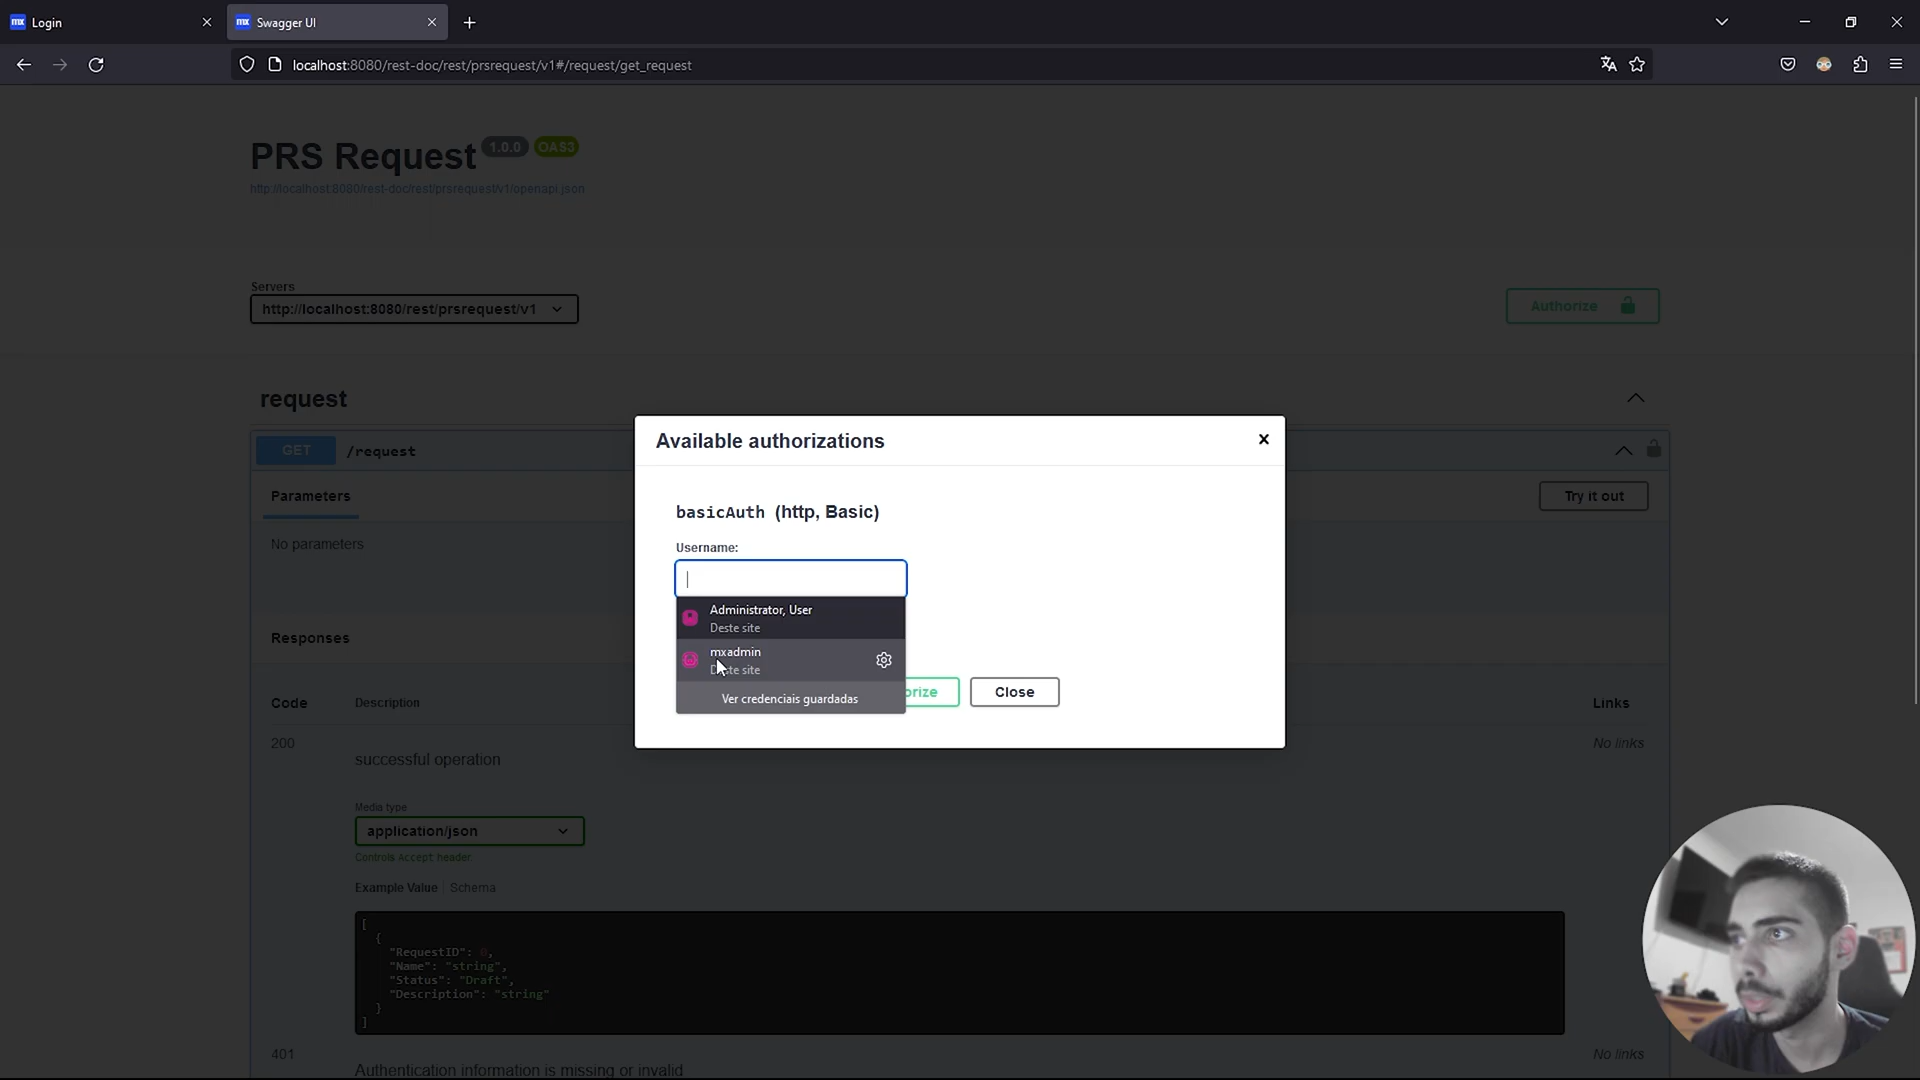 Login
Swagger UI
localhost:8080/rest-doc/rest/prsrequest/v1#/request/get_request
PRS Request 1.0.0 OAS3
http://localhost:8080/rest-doc/rest/prsrequest/v1/openapi.json
Servers
http://localhost:8080/rest/prsrequest/v1
Authorize
request
GET /request
Parameters
Try it out
No parameters
Responses
Code Description Links
200 No links
successful operation
Media type
application/json
Controls Accept header.
Example Value Schema
[
{
"RequestID": 0,
"Name": "string",
"Status": "Draft",
"Description": "string"
}
]
401 No links
Authentication information is missing or invalid
Available authorizations
basicAuth (http, Basic)
Username:
Administrator, User
Deste site
mxadmin
Deste site
Ver credenciais guardadas
orize
Close